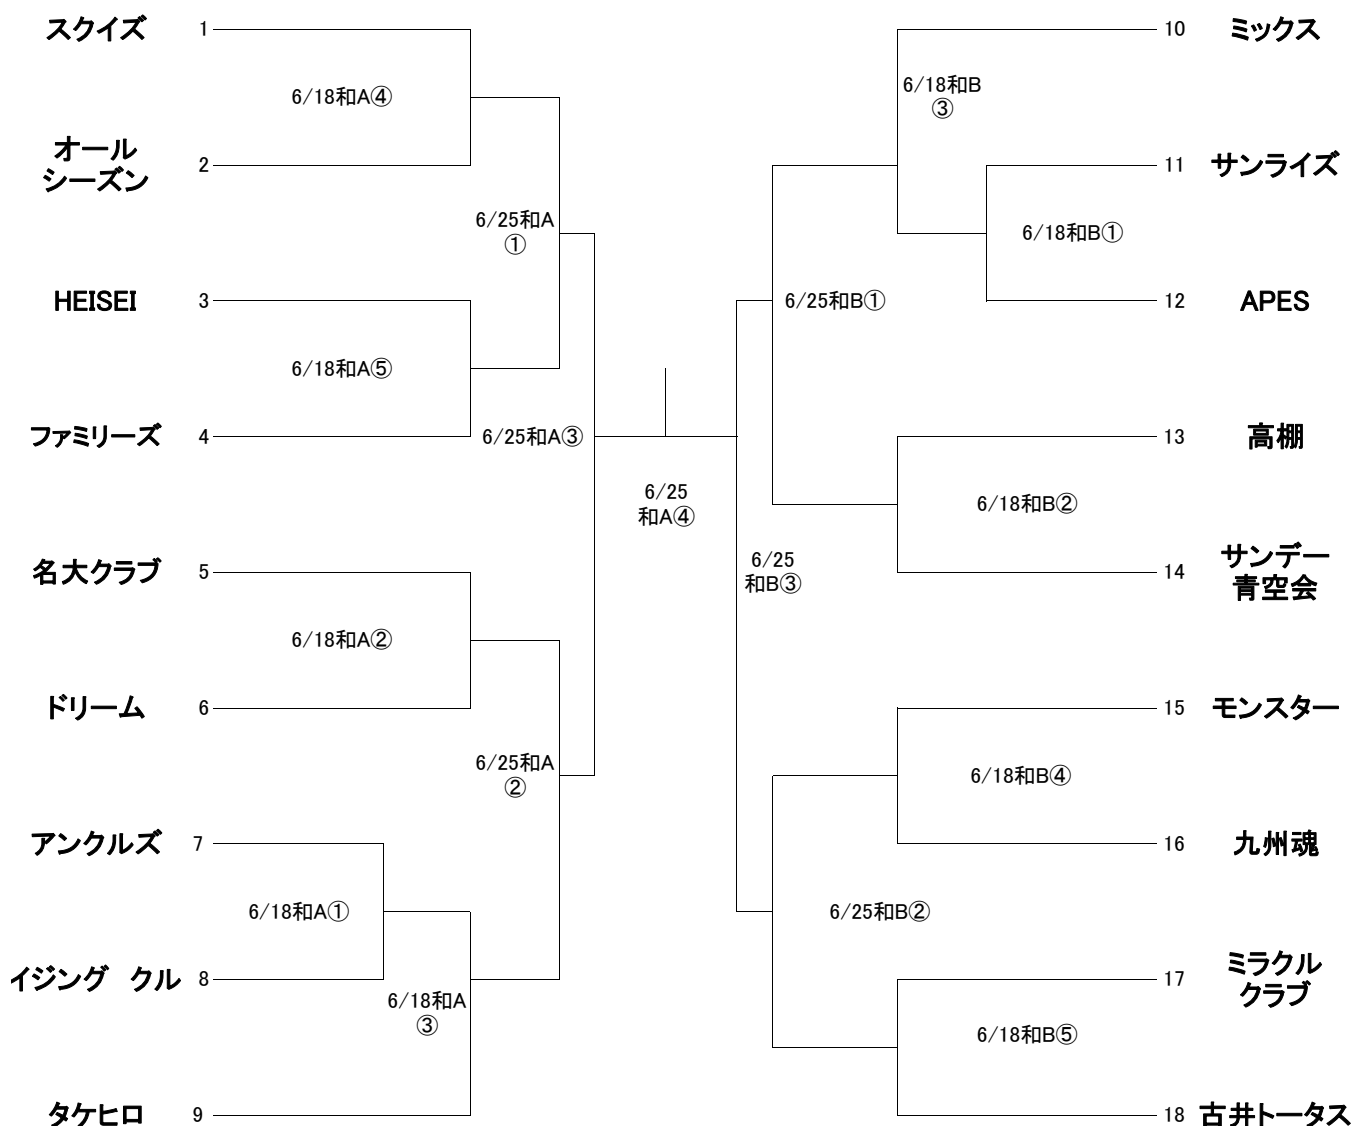 スクイズ 1
6/18和A④
オール
シーズン 2
6/25和A
①
HEISEI 3
6/18和A⑤
ファミリーズ 4
6/25和A③
名大クラブ 5
6/18和A②
ドリーム 6
6/25和A
②
アンクルズ 7
6/18和A①
イジング クル 8
6/18和A
③
タケヒロ 9
6/25
和A④
10 ミックス
6/18和B
③
11 サンライズ
6/18和B①
12 APES
6/25和B①
13 高棚
6/18和B②
14 サンデー
青空会
6/25
和B③
15 モンスター
6/18和B④
16 九州魂
6/25和B②
17 ミラクル
クラブ
6/18和B⑤
18 古井トータス